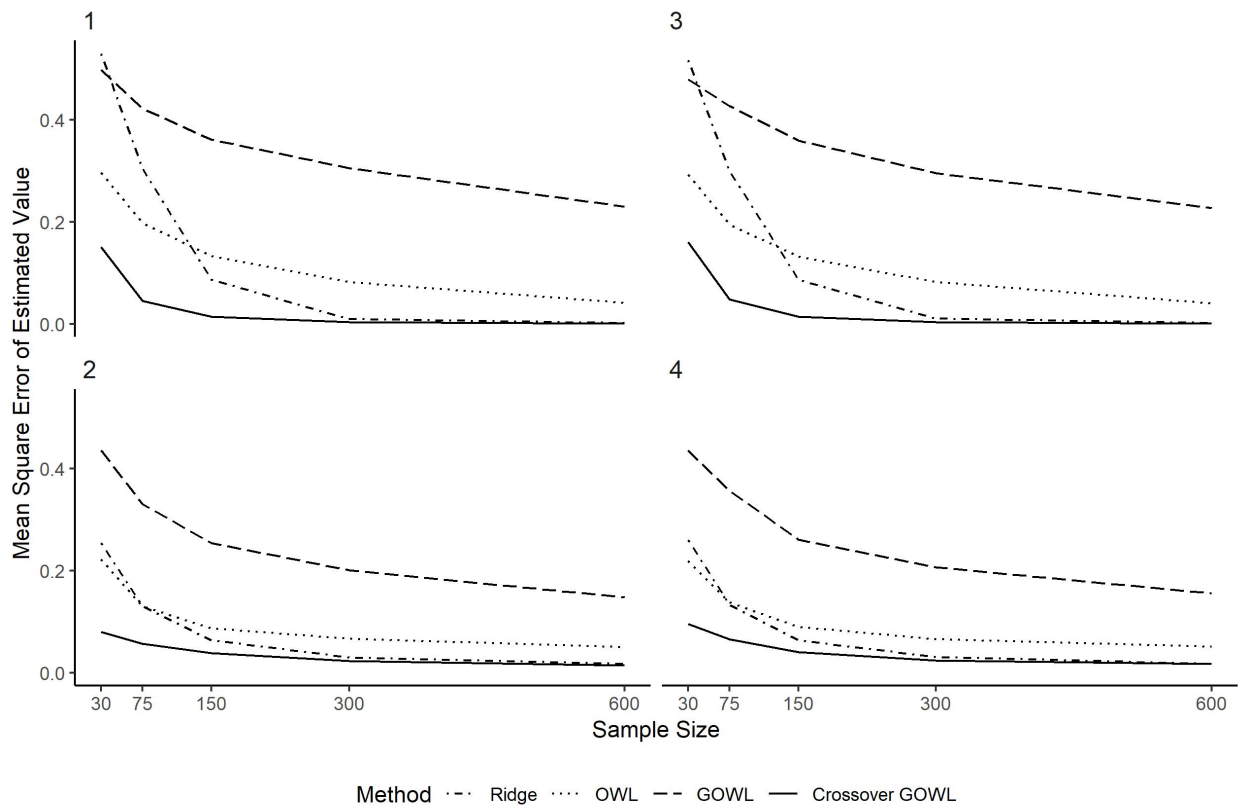 1
3
0.4
0.2
0.0
2
4
0.4
0.2
0.0
Mean Square Error of Estimated Value
30 75 150 300 600
30 75 150 300 600
Sample Size
Method Ridge OWL GOWL Crossover GOWL